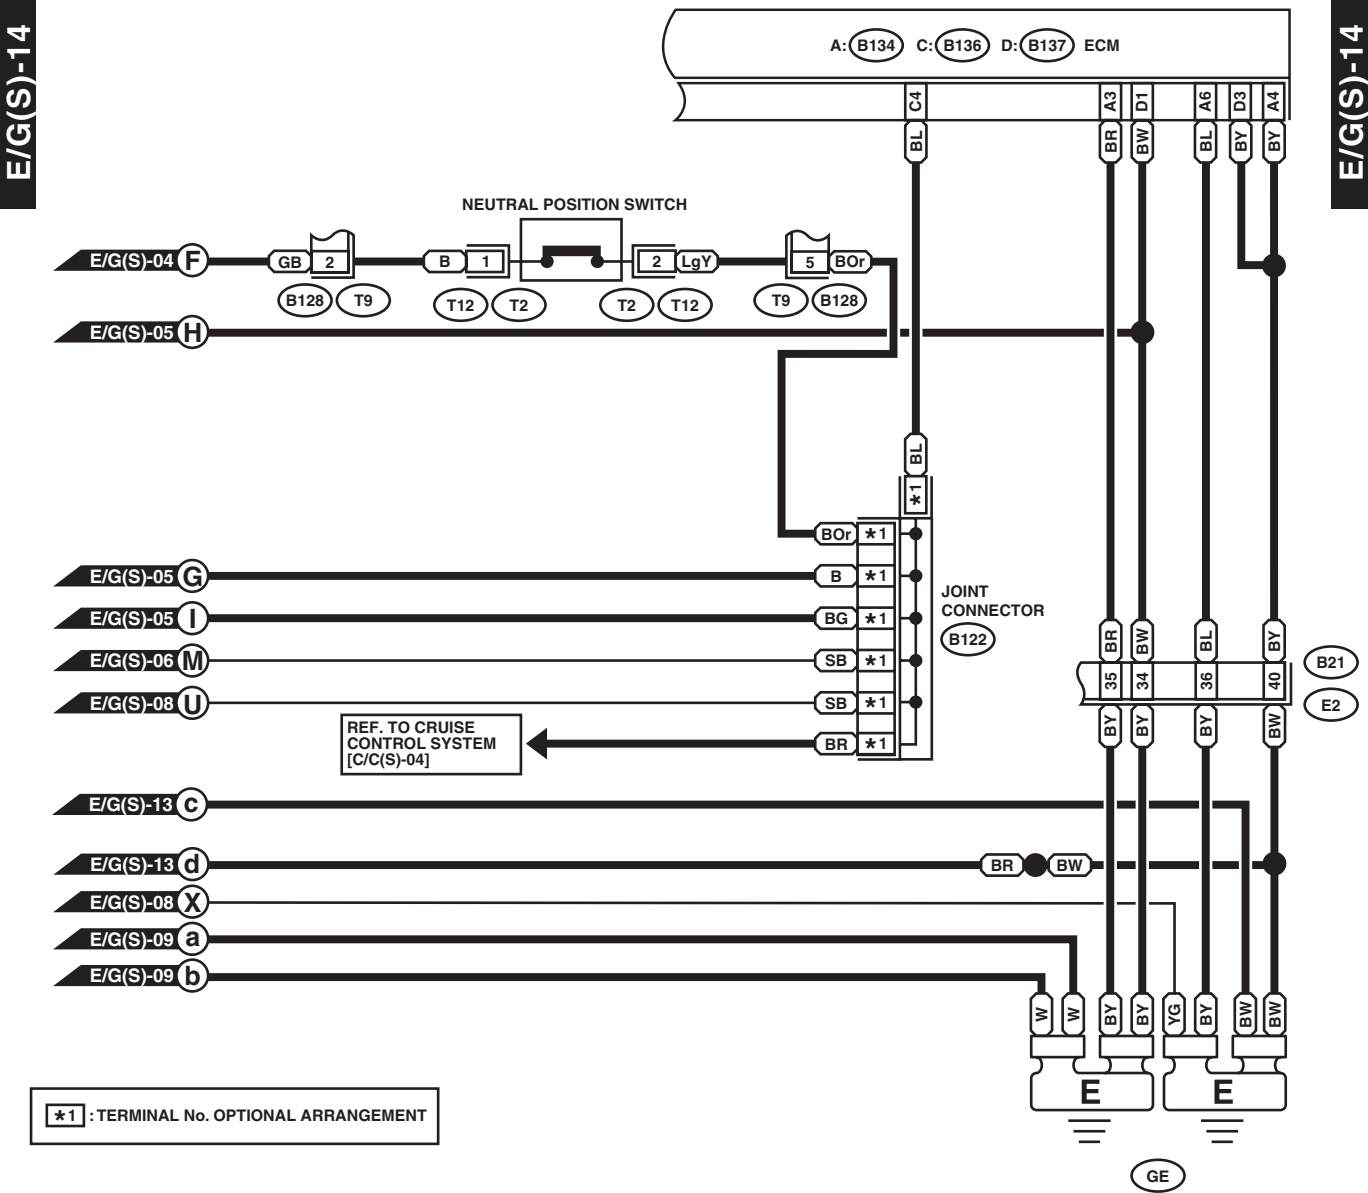 E/G(S)-14
E/G(S)-14
A: B134 C: B136 D: B137 ECM
C4 A3 D1 A6 D3 A4
BL BR BW BL BY BY
NEUTRAL POSITION SWITCH
E/G(S)-04 F GB 2 B 1 2 LgY 5 BOr
B128 T9 T12 T2 T2 T12 T9 B128
E/G(S)-05 H
BL
*1
BOr *1
E/G(S)-05 G B *1
JOINT
CONNECTOR
B122
E/G(S)-05 I BG *1
E/G(S)-06 M SB *1
E/G(S)-08 U SB *1
BR *1
REF. TO CRUISE
CONTROL SYSTEM
[C/C(S)-04]
BR BW BL BY
35 34 36 40
B21
E2
BY BY BY BW
E/G(S)-13 c
E/G(S)-13 d BR BW
E/G(S)-08 X
E/G(S)-09 a
E/G(S)-09 b
W W BY BY YG BY BW BW
E E
GE
*1 : TERMINAL No. OPTIONAL ARRANGEMENT